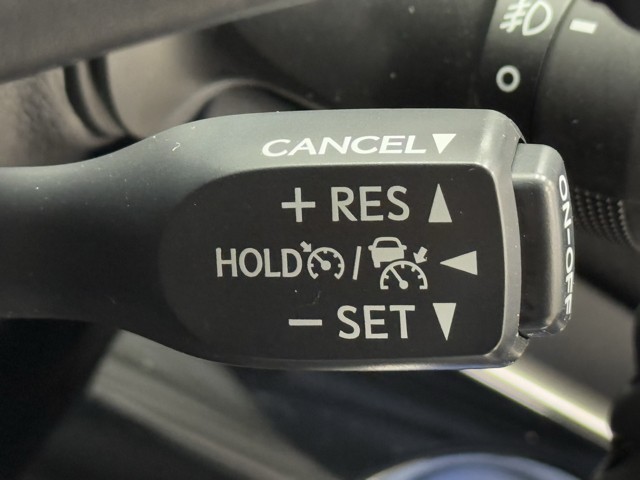 CANCEL▼
+ RES ▲
HOLD / ◀
− SET ▼
ON-OFF